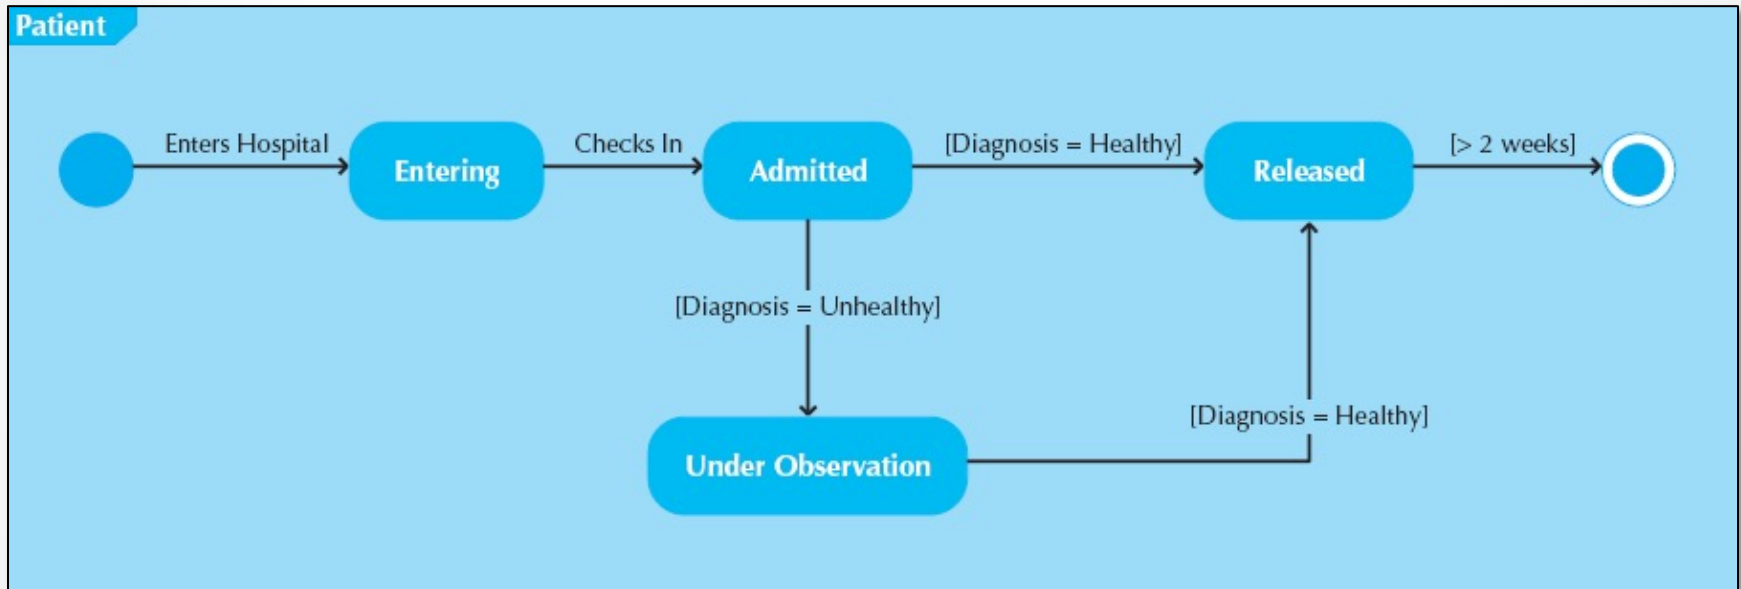 Patient
Enters Hospital
Entering
Checks In
Admitted
[Diagnosis = Healthy]
Released
[> 2 weeks]
[Diagnosis = Unhealthy]
[Diagnosis = Healthy]
Under Observation